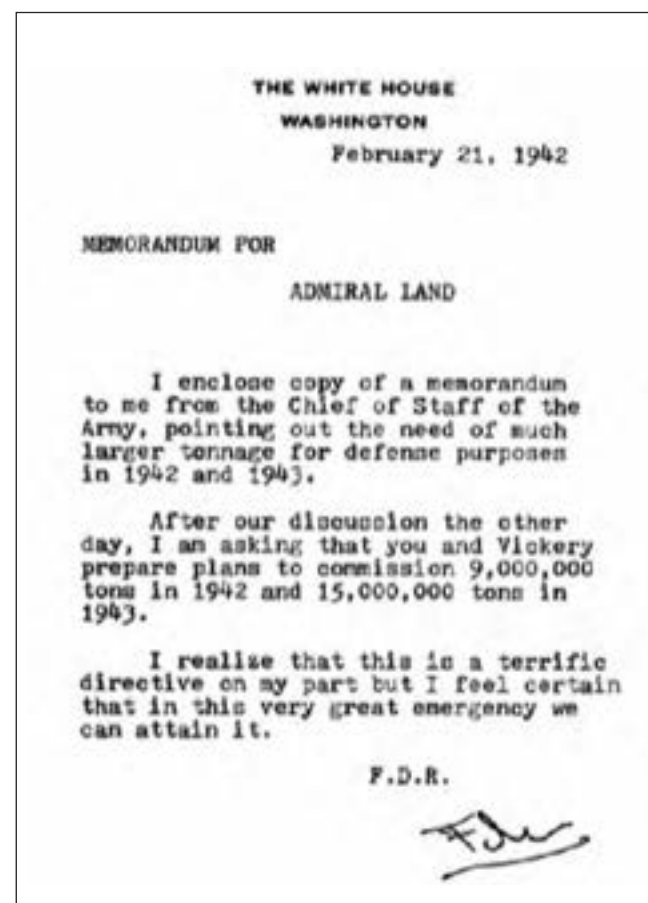 THE WHITE HOUSE
WASHINGTON
February 21, 1942
MEMORANDUM FOR
ADMIRAL LAND
I enclose copy of a memorandum
to me from the Chief of Staff of the
Army, pointing out the need of much
larger tonnage for defense purposes
in 1942 and 1943.
After our discussion the other
day, I am asking that you and Vickery
prepare plans to commission 9,000,000
tons in 1942 and 15,000,000 tons in
1943.
I realize that this is a terrific
directive on my part but I feel certain
that in this very great emergency we
can attain it.
F.D.R.
FDR